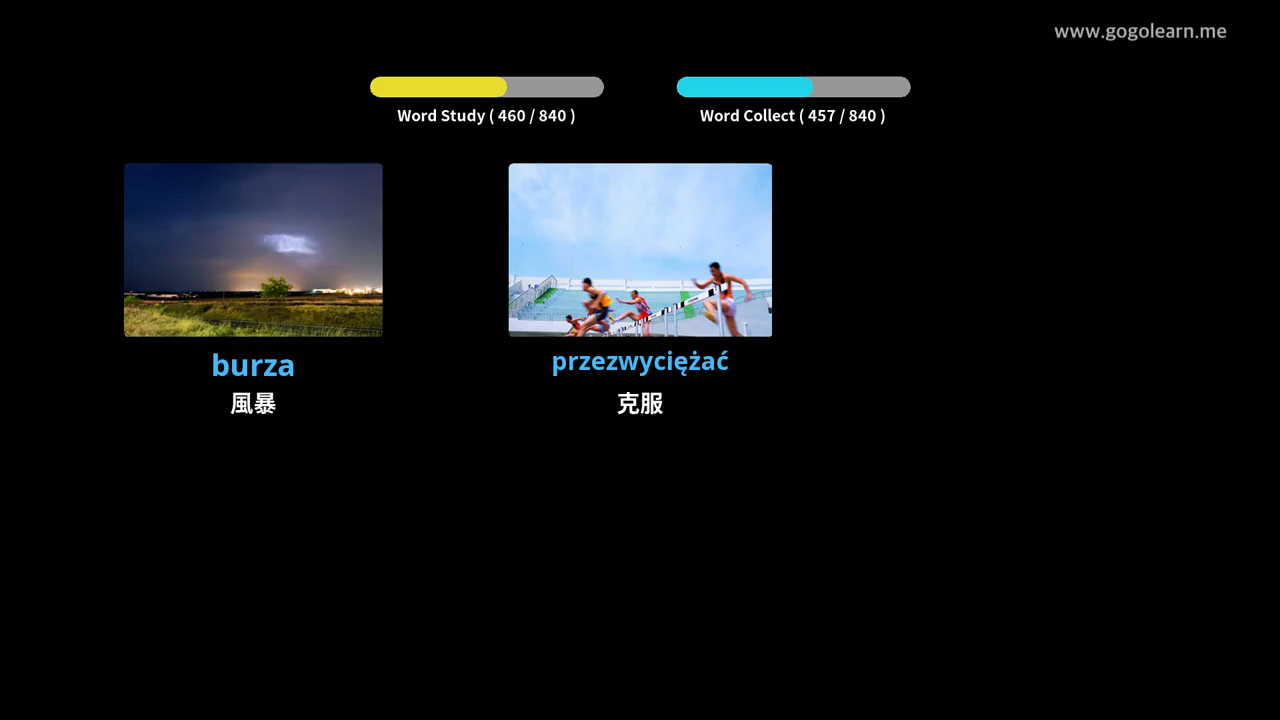 www.gogolearn.me
Word Study ( 460 / 840 )
Word Collect ( 457 / 840 )
burza
風暴
przezwyciężać
克服